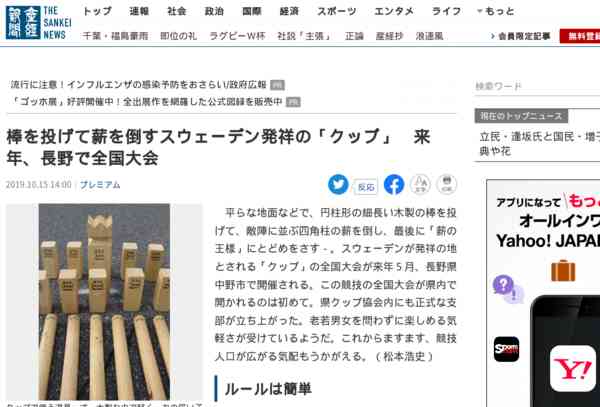 産經新聞
THE SANKEI NEWS
トップ 速報 社会 政治 国際 経済 スポーツ エンタメ ライフ もっと
千葉・福島豪雨 即位の礼 ラグビーW杯 社説「主張」 正論 産経抄 浪速風
会員限定記事 無料登録
流行に注意！インフルエンザの感染予防をおさらい/政府広報 PR
「ゴッホ展」好評開催中！全出展作を網羅した公式図録を販売中 PR
検索ワード
棒を投げて薪を倒すスウェーデン発祥の「クッブ」 来
年、長野で全国大会
2019.10.15 14:00 プレミアム
反応
文字
印刷
平らな地面などで、円柱形の細長い木製の棒を投
げて、敵陣に並ぶ四角柱の薪を倒し、最後に「薪の
王様」にとどめをさす－。スウェーデンが発祥の地
とされる「クッブ」の全国大会が来年５月、長野県
中野市で開催される。この競技の全国大会が県内で
開かれるのは初めて。県クッブ協会内にも正式な支
部が立ち上がった。老若男女を問わずに楽しめる気
軽さが受けているようだ。これからますます、競技
人口が広がる気配もうかがえる。（松本浩史）
ルールは簡単
現在のトップニュース
立民・逢坂氏と国民・増子
典や花
アプリになって もっ
オールインワ
Yahoo! JAPAN
Y!